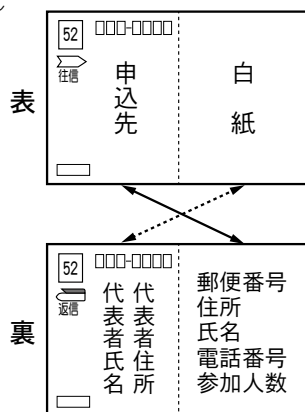 表
52
□□□-□□□□
往信
申込先
白紙
裏
52
□□□-□□□□
返信
代表者住所
代表者氏名
郵便番号
住所
氏名
電話番号
参加人数